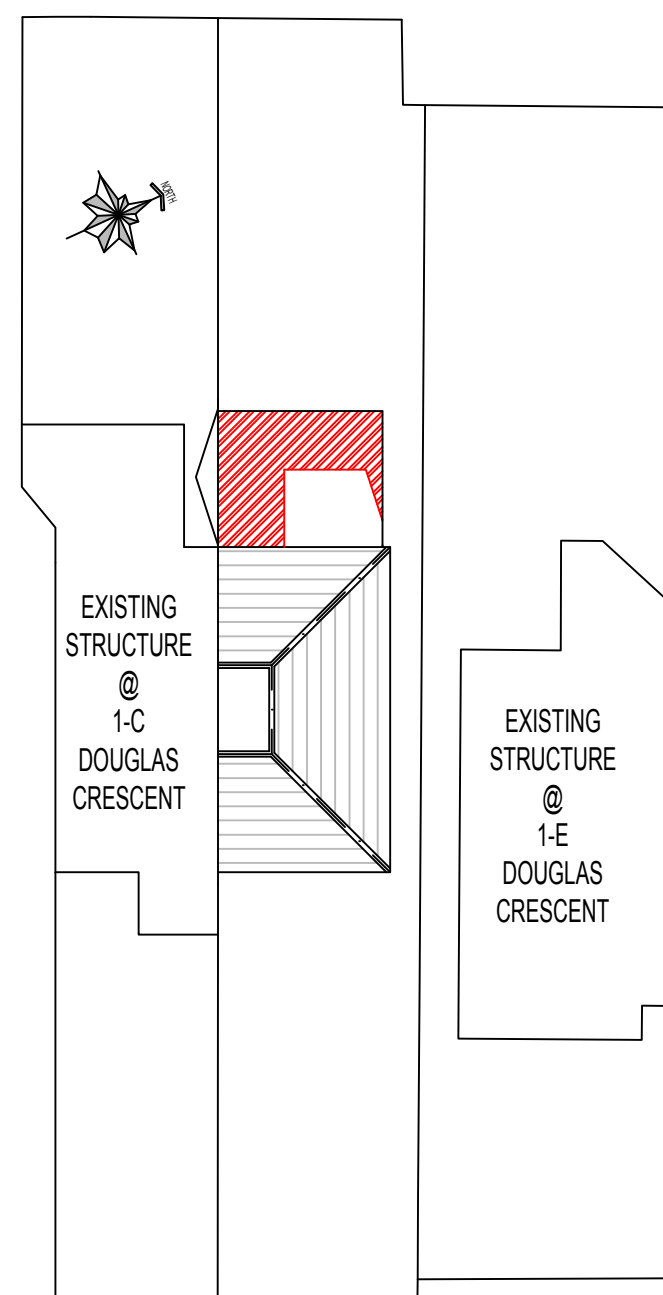 NORTH
EXISTING
STRUCTURE
@
1-C
DOUGLAS
CRESCENT
EXISTING
STRUCTURE
@
1-E
DOUGLAS
CRESCENT